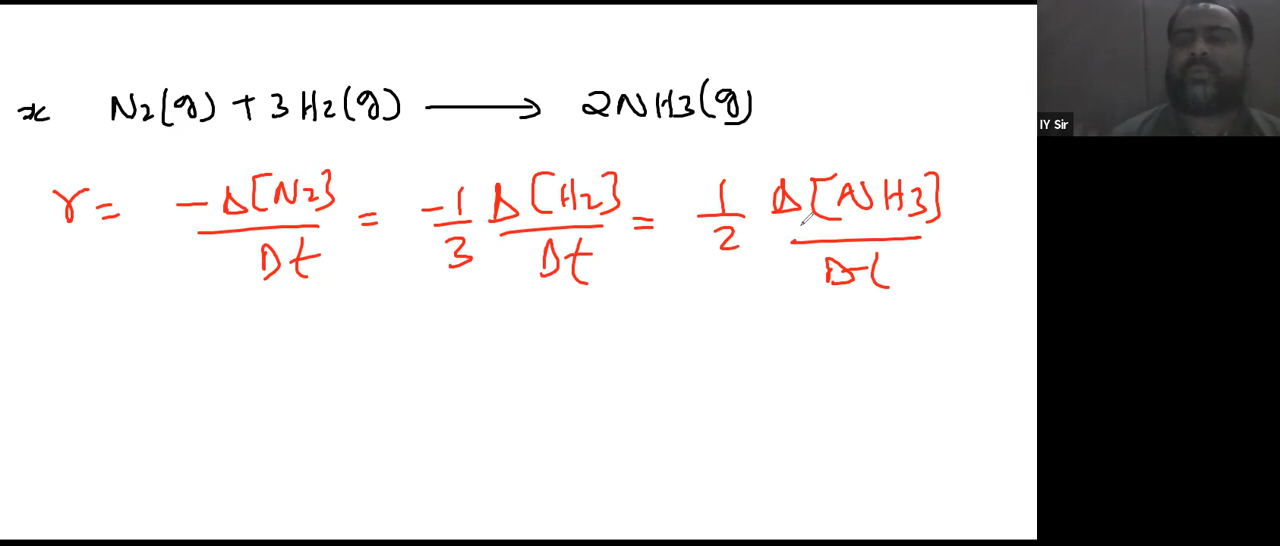 x N2(g) + 3H2(g) ⟶ 2NH3(g)
r = -Δ[N2]/Δt = -1/3 Δ[H2]/Δt = 1/2 Δ[NH3]/Δt
IY Sir